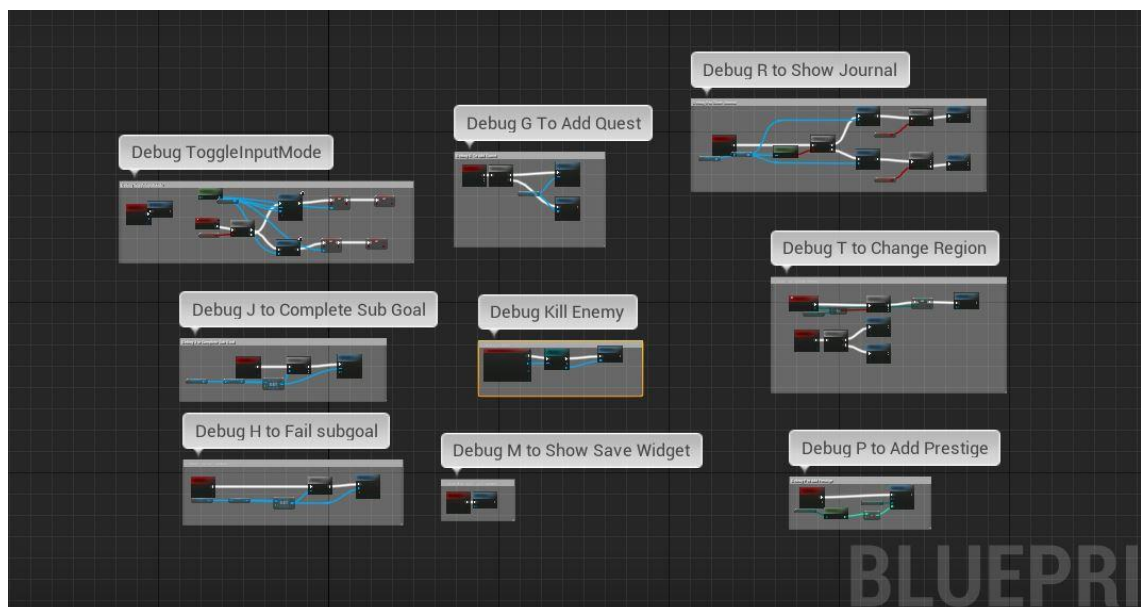 Debug R to Show Journal
Debug G To Add Quest
Debug ToggleInputMode
Debug T to Change Region
Debug J to Complete Sub Goal
Debug Kill Enemy
Debug H to Fail subgoal
Debug M to Show Save Widget
Debug P to Add Prestige
BLUEPRI